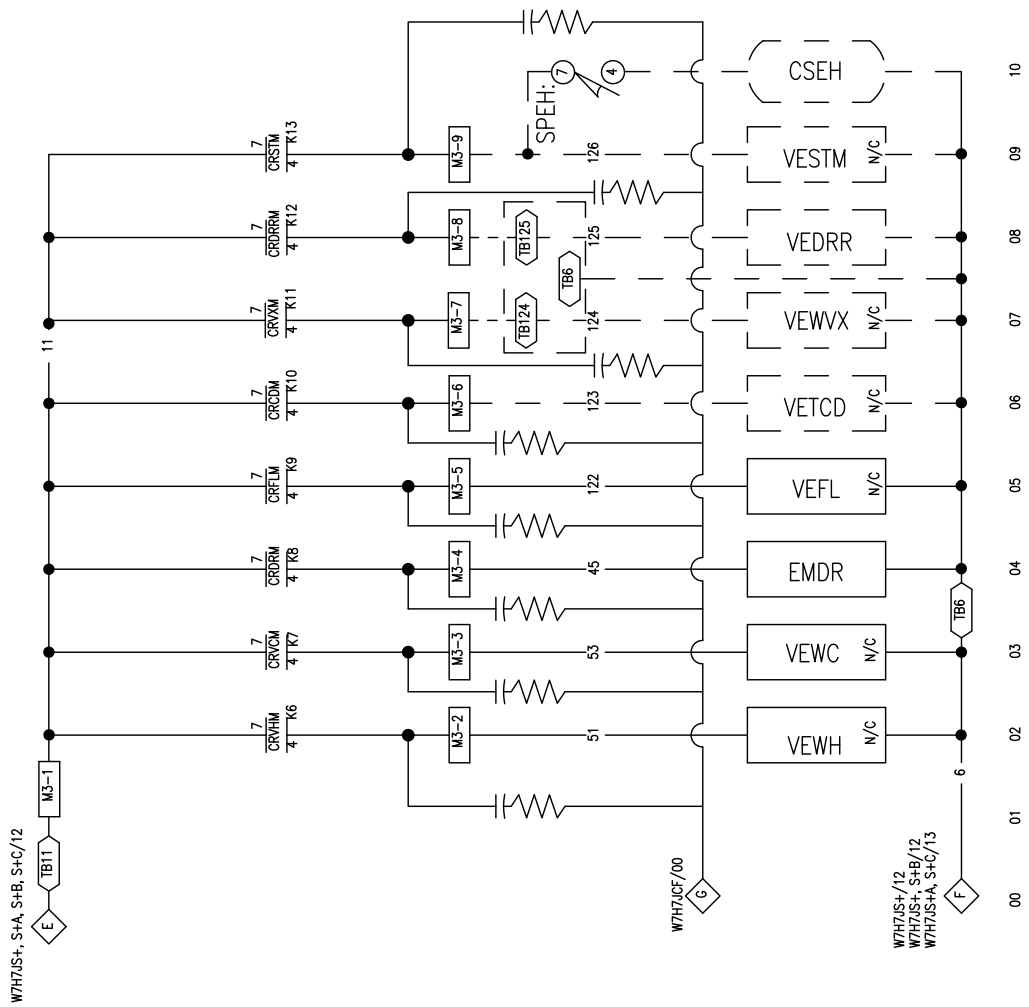 W7H7JS+, S+A, S+B, S+C/12
E
TB11
M3-1
11
7
CRVHM
4
K6
7
CRVCM
4
K7
7
CRDRM
4
K8
7
CRFLM
4
K9
7
CRCDM
4
K10
7
CRVXM
4
K11
7
CRDRRM
4
K12
7
CRSTM
4
K13
M3-2
M3-3
M3-4
M3-5
M3-6
M3-7
M3-8
M3-9
SPEH:
7
4
TB124
TB6
TB125
51
53
45
122
123
124
125
126
W7H7JCF/00
G
VEWH
N/C
VEWC
N/C
EMDR
VEFL
N/C
VETCD
N/C
VEWVX
N/C
VEDRR
VESTM
N/C
CSEH
W7H7JS+/12
W7H7JS+, S+B/12
W7H7JS+A, S+C/13
F
6
TB6
00
01
02
03
04
05
06
07
08
09
10